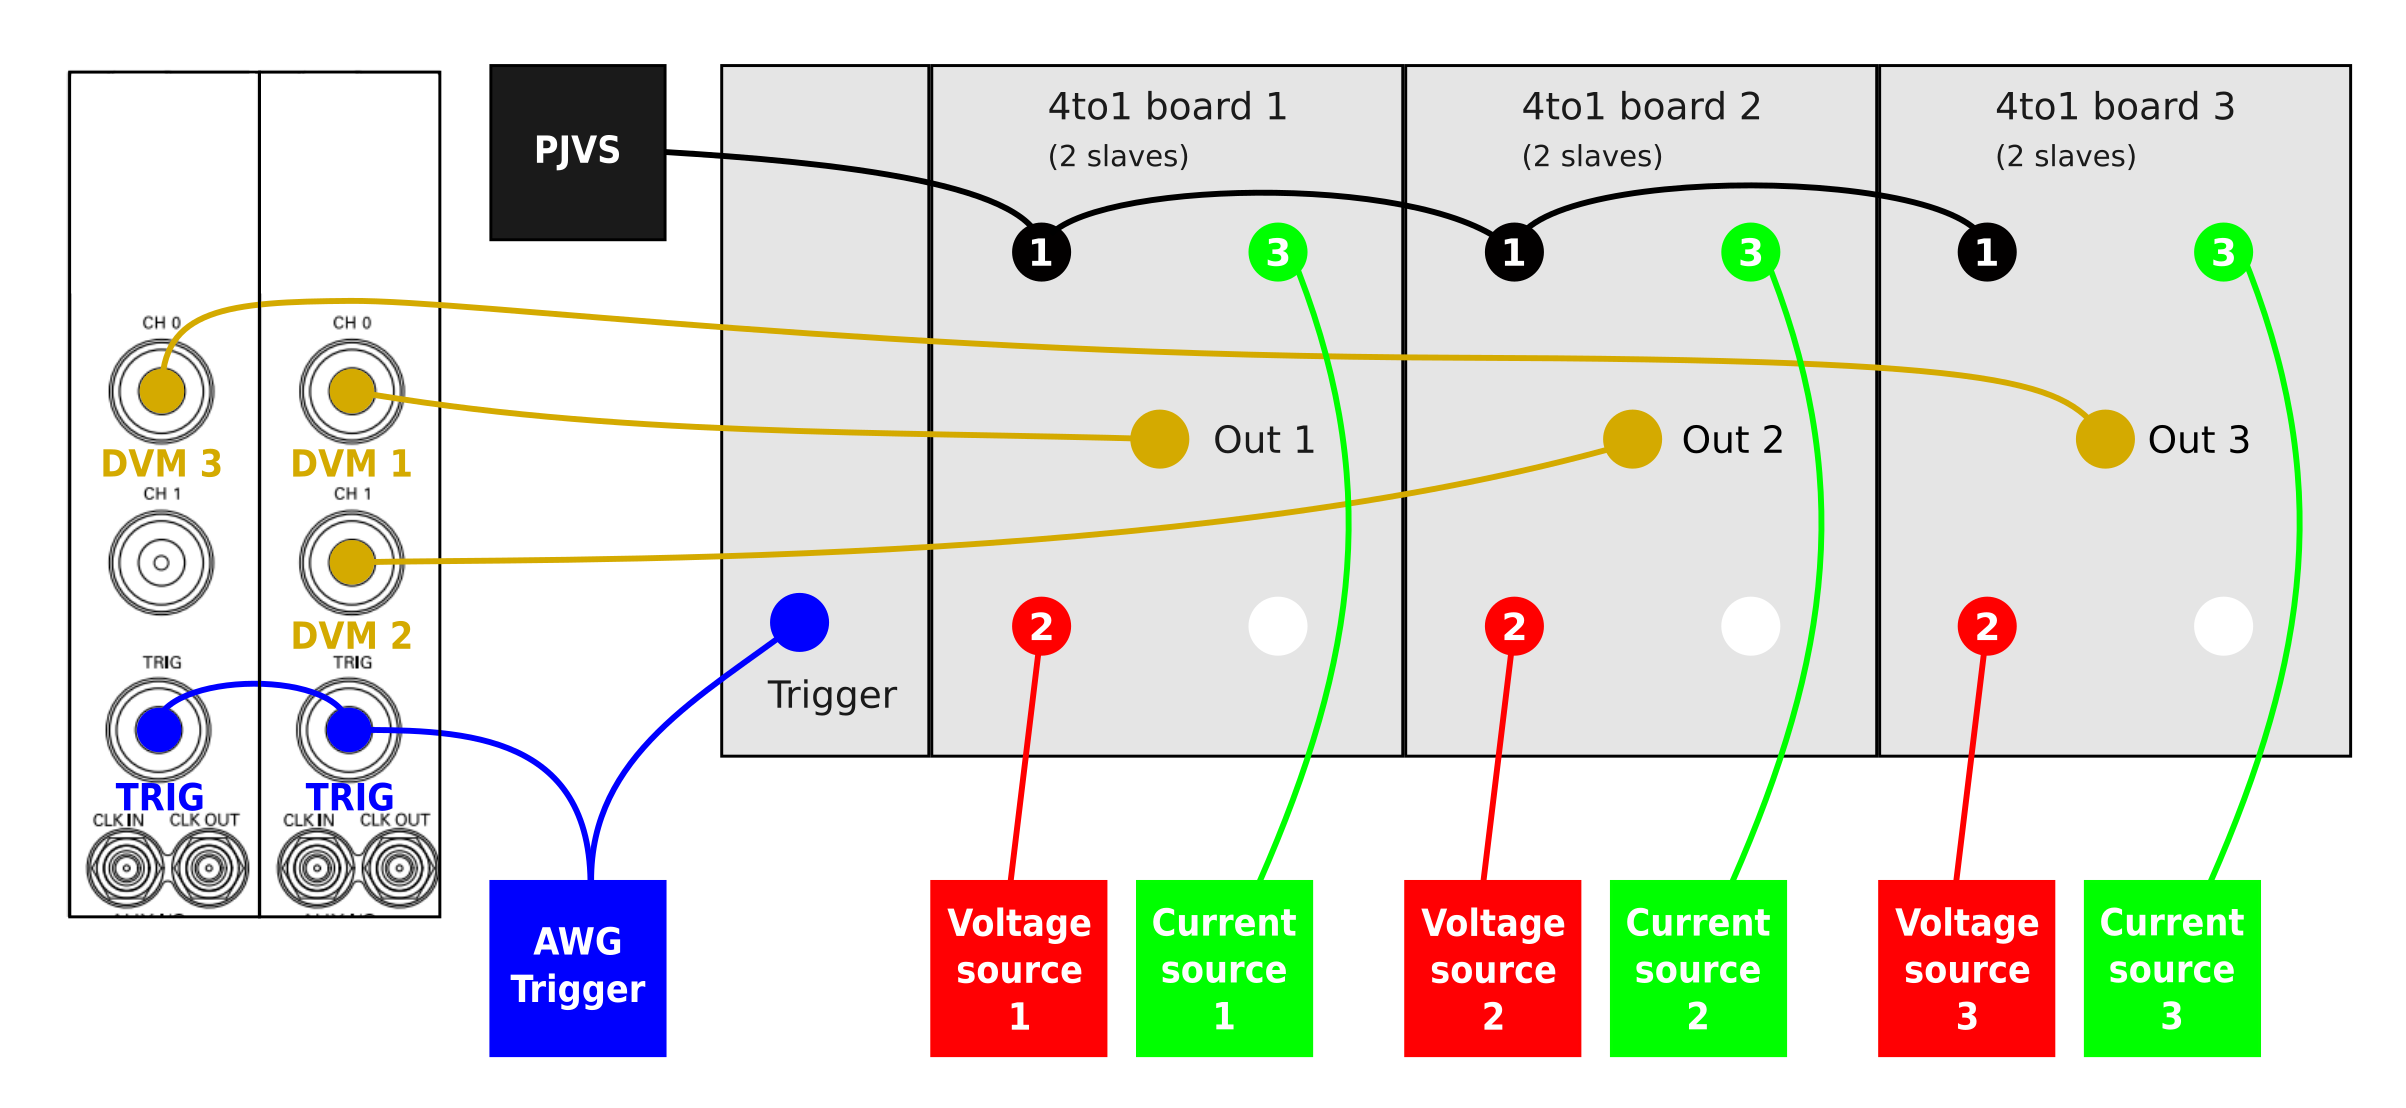 PJVS
4to1 board 1
(2 slaves)
4to1 board 2
(2 slaves)
4to1 board 3
(2 slaves)
1
3
1
3
1
3
CH 0
CH 0
DVM 3
DVM 1
Out 1
Out 2
Out 3
CH 1
CH 1
DVM 2
2
2
2
TRIG
TRIG
Trigger
TRIG
TRIG
CLK IN CLK OUT
CLK IN CLK OUT
AWG
Trigger
Voltage
source
1
Current
source
1
Voltage
source
2
Current
source
2
Voltage
source
3
Current
source
3